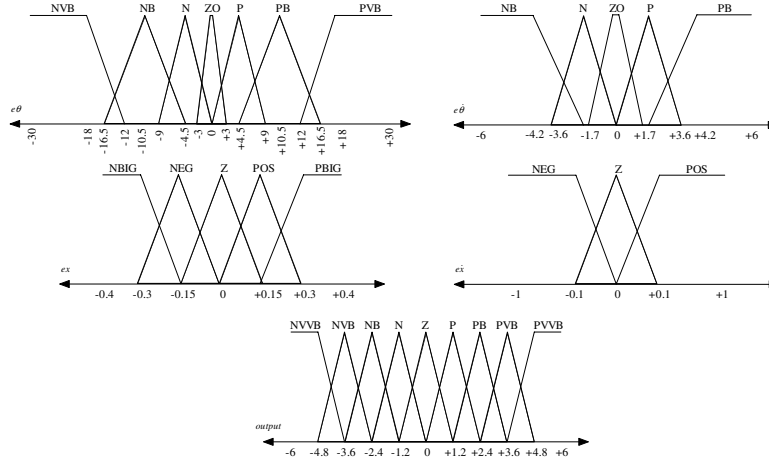 NVB NB N ZO P PB PVB
eθ
-30 -18 -16.5 -12 -10.5 -9 -4.5 -3 0 +3 +4.5 +9 +10.5 +12 +16.5 +18 +30
NB N ZO P PB
eθ̇
-6 -4.2 -3.6 -1.7 0 +1.7 +3.6 +4.2 +6
NBIG NEG Z POS PBIG
ex
-0.4 -0.3 -0.15 0 +0.15 +0.3 +0.4
NEG Z POS
eẋ
-1 -0.1 0 +0.1 +1
NVVB NVB NB N Z P PB PVB PVVB
output
-6 -4.8 -3.6 -2.4 -1.2 0 +1.2 +2.4 +3.6 +4.8 +6